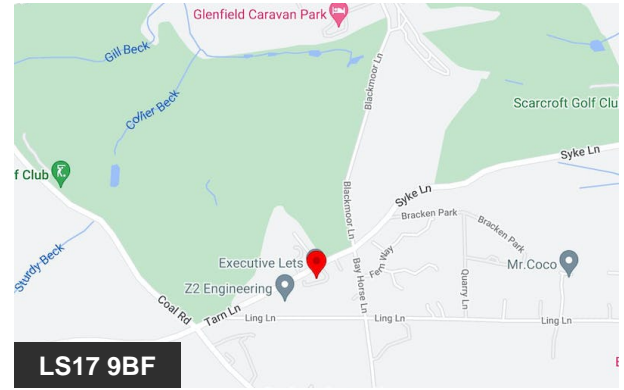 Glenfield Caravan Park
Gill Beck
Collier Beck
Blackmoor Ln
Scarcroft Golf Clu
Syke Ln
f Club
Blackmoor Ln
Syke Ln
Bracken Park
Bracken Park
Sturdy Beck
Executive Lets
Fern Way
Mr.Coco
Z2 Engineering
Bay Horse Ln
Quarry Ln
Coal Rd
Tarn Ln
Ling Ln
Ling Ln
Ling Ln
LS17 9BF
E